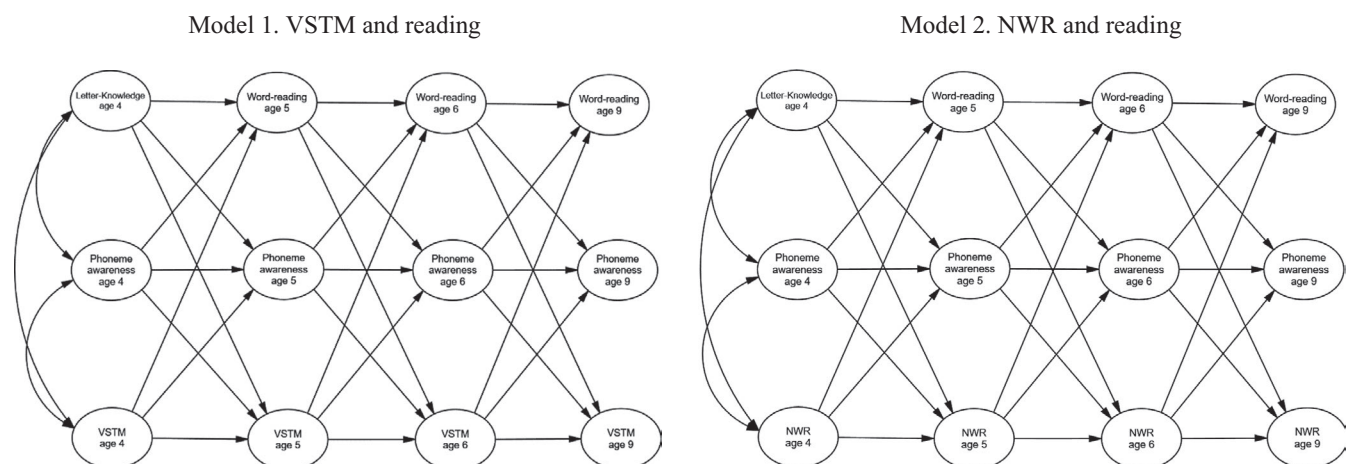 Model 1. VSTM and reading
Letter-Knowledge
age 4
Word-reading
age 5
Word-reading
age 6
Word-reading
age 9
Phoneme
awareness
age 4
Phoneme
awareness
age 5
Phoneme
awareness
age 6
Phoneme
awareness
age 9
VSTM
age 4
VSTM
age 5
VSTM
age 6
VSTM
age 9
Model 2. NWR and reading
Letter-Knowledge
age 4
Word-reading
age 5
Word-reading
age 6
Word-reading
age 9
Phoneme
awareness
age 4
Phoneme
awareness
age 5
Phoneme
awareness
age 6
Phoneme
awareness
age 9
NWR
age 4
NWR
age 5
NWR
age 6
NWR
age 9